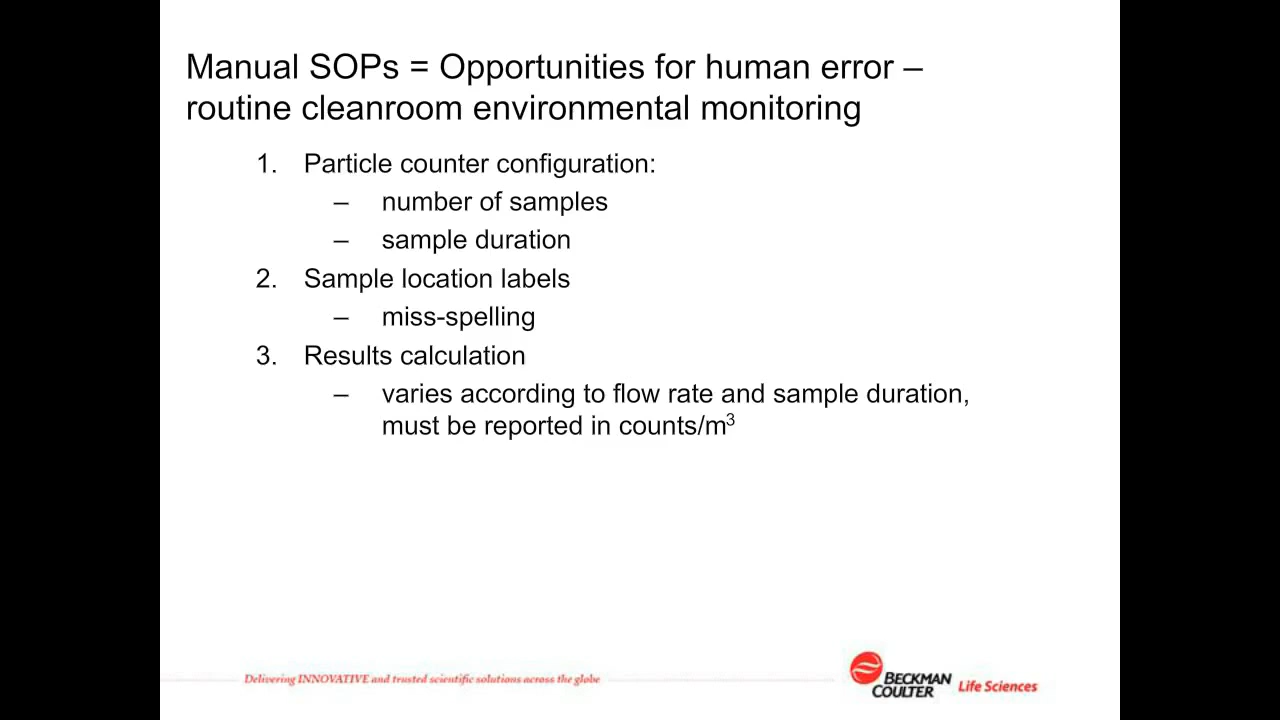 Manual SOPs = Opportunities for human error –
routine cleanroom environmental monitoring
1. Particle counter configuration:
– number of samples
– sample duration
2. Sample location labels
– miss-spelling
3. Results calculation
– varies according to flow rate and sample duration,
must be reported in counts/m³
Delivering INNOVATIVE and trusted scientific solutions across the globe
BECKMAN
COULTER Life Sciences